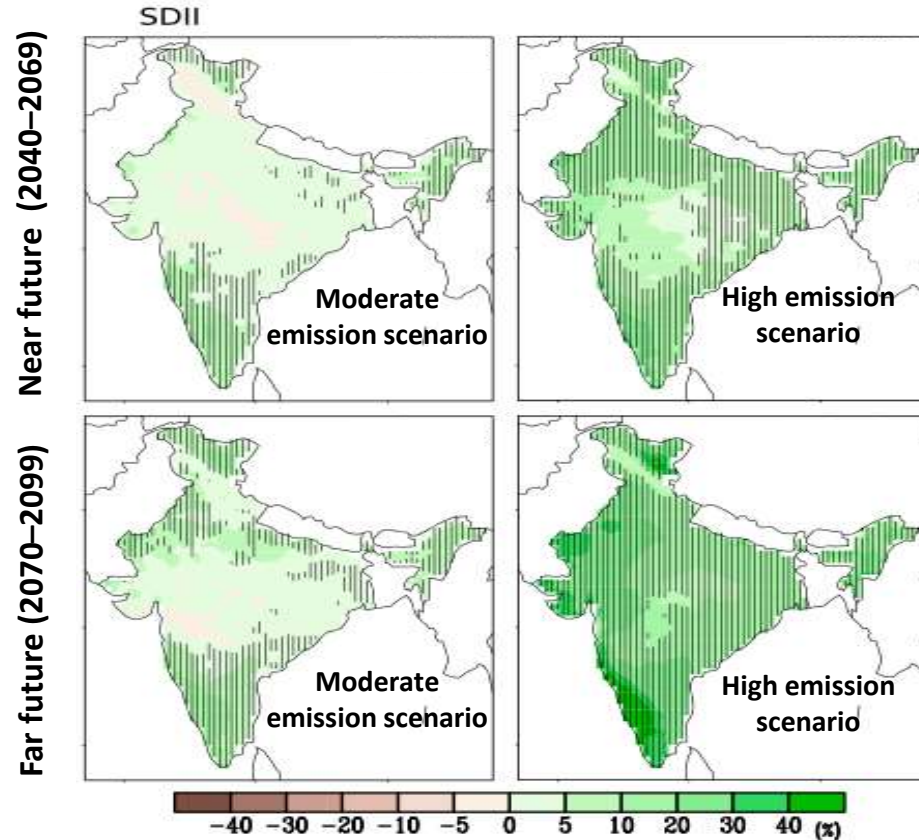 SDII
Near future (2040–2069)
Moderate
emission scenario
High emission
scenario
Far future (2070–2099)
Moderate
emission scenario
High emission
scenario
−40 −30 −20 −10 −5 0 5 10 20 30 40 (%)